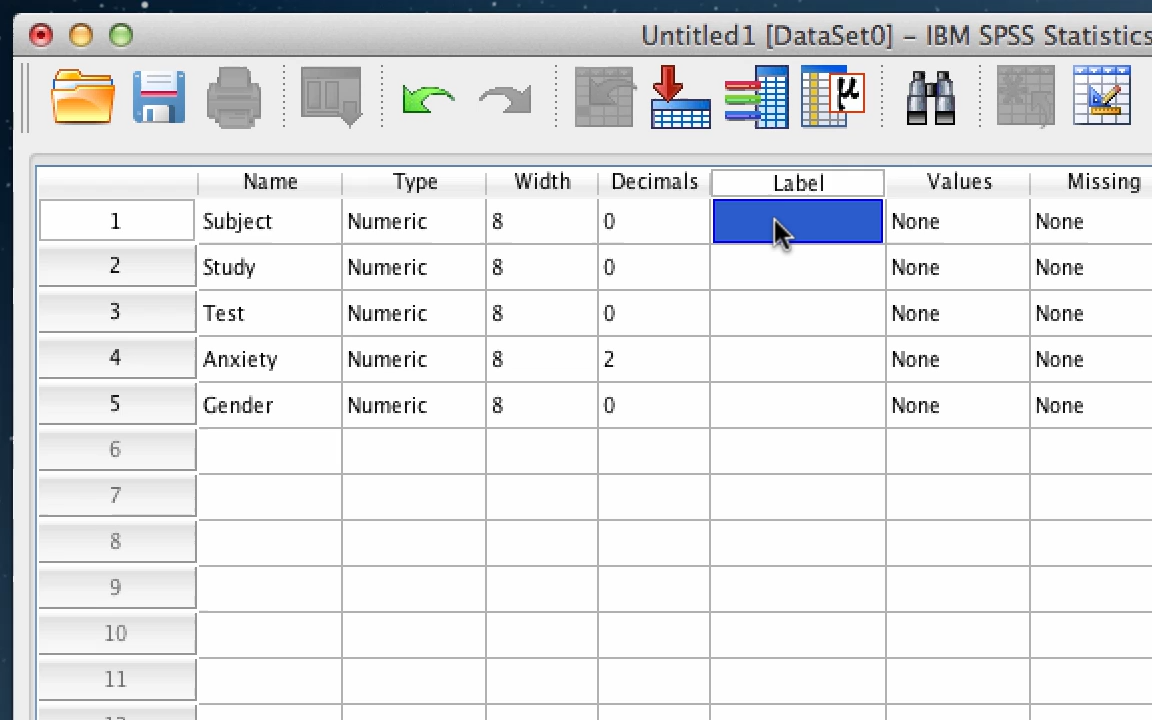 Untitled1 [DataSet0] – IBM SPSS Statistics
µ
Name Type Width Decimals Label Values Missing
1 Subject Numeric 8 0 None None
2 Study Numeric 8 0 None None
3 Test Numeric 8 0 None None
4 Anxiety Numeric 8 2 None None
5 Gender Numeric 8 0 None None
6
7
8
9
10
11